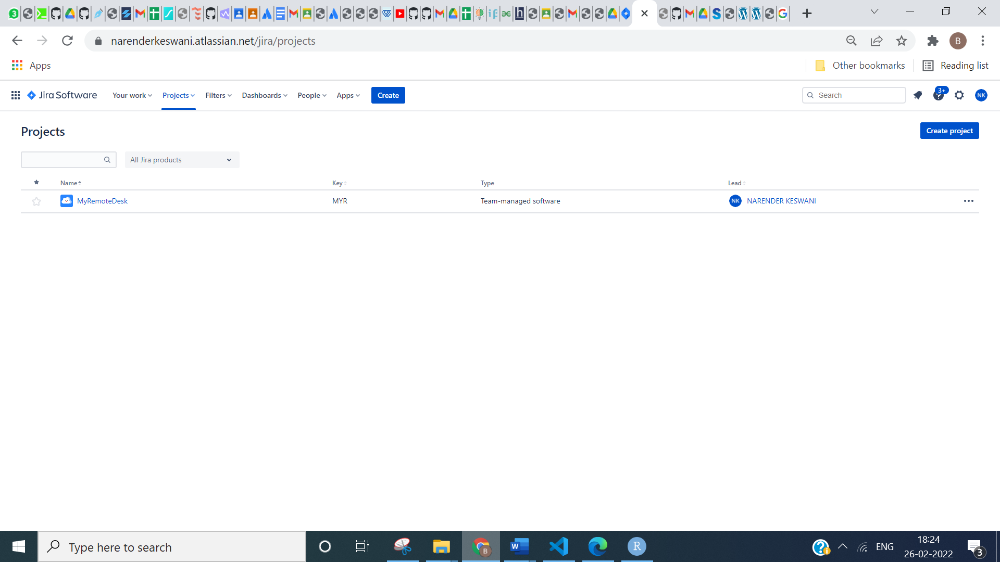 3
narenderkeswani.atlassian.net/jira/projects
B
Apps
Other bookmarks
Reading list
Jira Software
Your work
Projects
Filters
Dashboards
People
Apps
Create
Search
3+
NK
Projects
Create project
All Jira products
Name
Key
Type
Lead
MyRemoteDesk
MYR
Team-managed software
NK
NARENDER KESWANI
Type here to search
B
W
R
ENG
18:24
26-02-2022
3